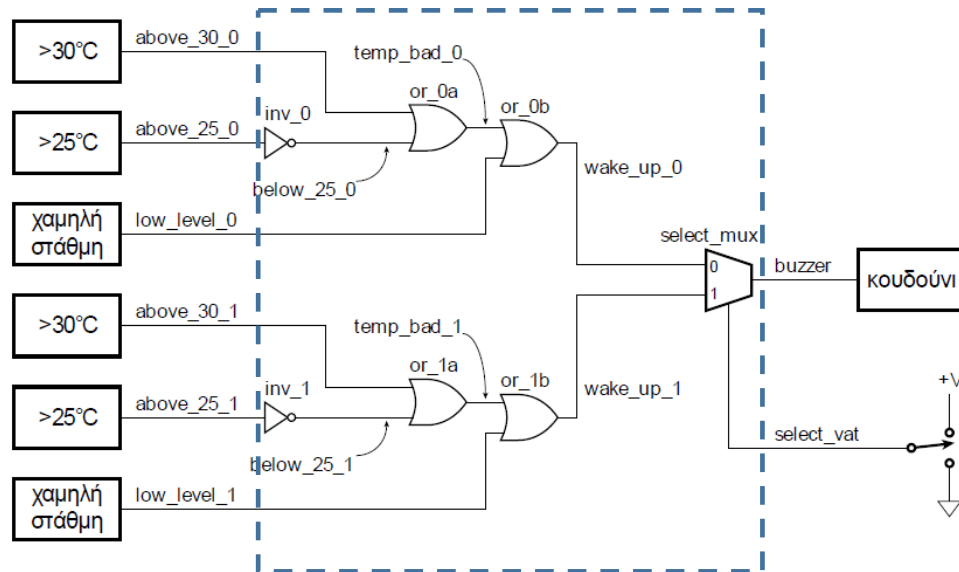 >30°C
above_30_0
temp_bad_0
or_0a
or_0b
inv_0
>25°C
above_25_0
below_25_0
wake_up_0
χαμηλή
στάθμη
low_level_0
select_mux
0
1
buzzer
κουδούνι
>30°C
above_30_1
temp_bad_1
or_1a
or_1b
inv_1
>25°C
above_25_1
below_25_1
wake_up_1
+V
select_vat
χαμηλή
στάθμη
low_level_1